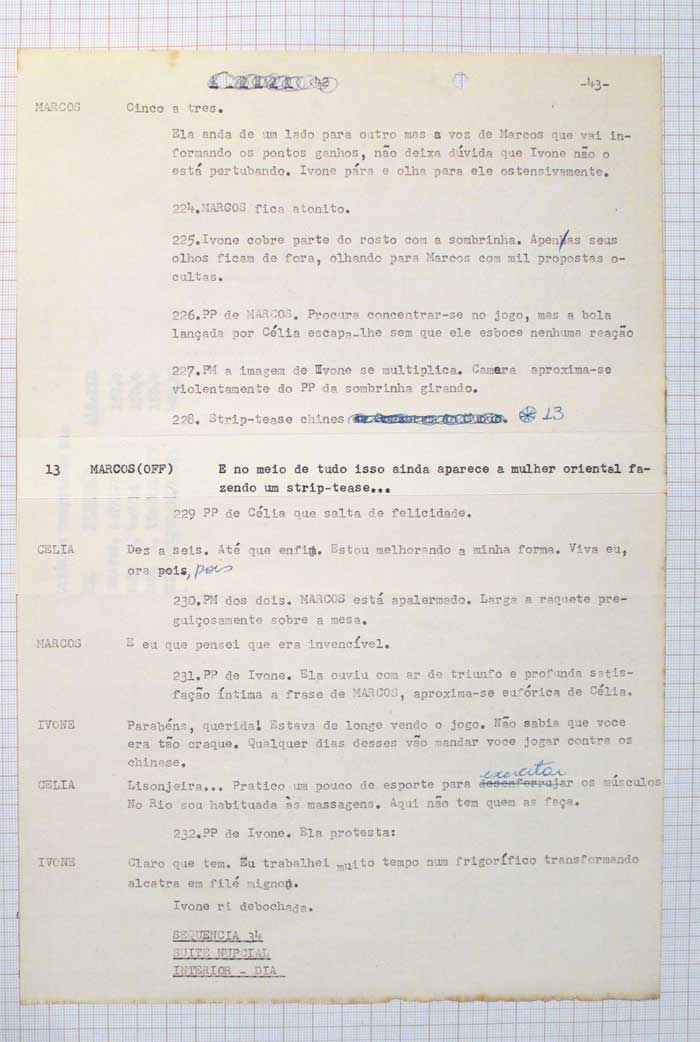 -43-
MARCOS Cinco a tres.
Ela anda de um lado para outro mas a voz de Marcos que vai in-
formando os pontos ganhos, não deixa dúvida que Ivone não o
está pertubando. Ivone pára e olha para ele ostensivamente.
224.MARCOS fica atonito.
225.Ivone cobre parte do rosto com a sombrinha. Apenhas seus
olhos ficam de fora, olhando para Marcos com mil propostas o-
cultas.
226.PP de MARCOS. Procura concentrar-se no jogo, mas a bola
lançada por Célia escapa-lhe sem que ele esboce nenhuma reação
227.PM a imagem de Ivone se multiplica. Camara aproxima-se
violentamente do PP da sombrinha girando.
228. Strip-tease chines . 13
13 MARCOS(OFF) E no meio de tudo isso ainda aparece a mulher oriental fa-
zendo um strip-tease...
229 PP de Célia que salta de felicidade.
CELIA Dez a seis. Até que enfim. Estou melhorando a minha forma. Viva eu,
ora pois, pois
230.PM dos dois. MARCOS está apalermado. Larga a raquete pre-
guiçosamente sobre a mesa.
MARCOS E eu que pensei que era invencível.
231.PP de Ivone. Ela ouviu com ar de triunfo e profunda satis-
fação íntima a frase de MARCOS, aproxima-se eufórica de Célia.
IVONE Parabéns, querida! Estava de longe vendo o jogo. Não sabia que voce
era tão craque. Qualquer dias desses vão mandar voce jogar contra os
chinese.
exercitar
CELIA Lisonjeira... Pratico um pouco de esporte para desenferrujar os músculos
No Rio sou habituada às massagens. Aqui não tem quem as faça.
232.PP de Ivone. Ela protesta:
IVONE Claro que tem. Eu trabalhei muito tempo num frigorífico transformando
alcatra em filé mignon.
Ivone ri debochada.
SEQUENCIA 34
SUITE NUPCIAL
INTERIOR - DIA